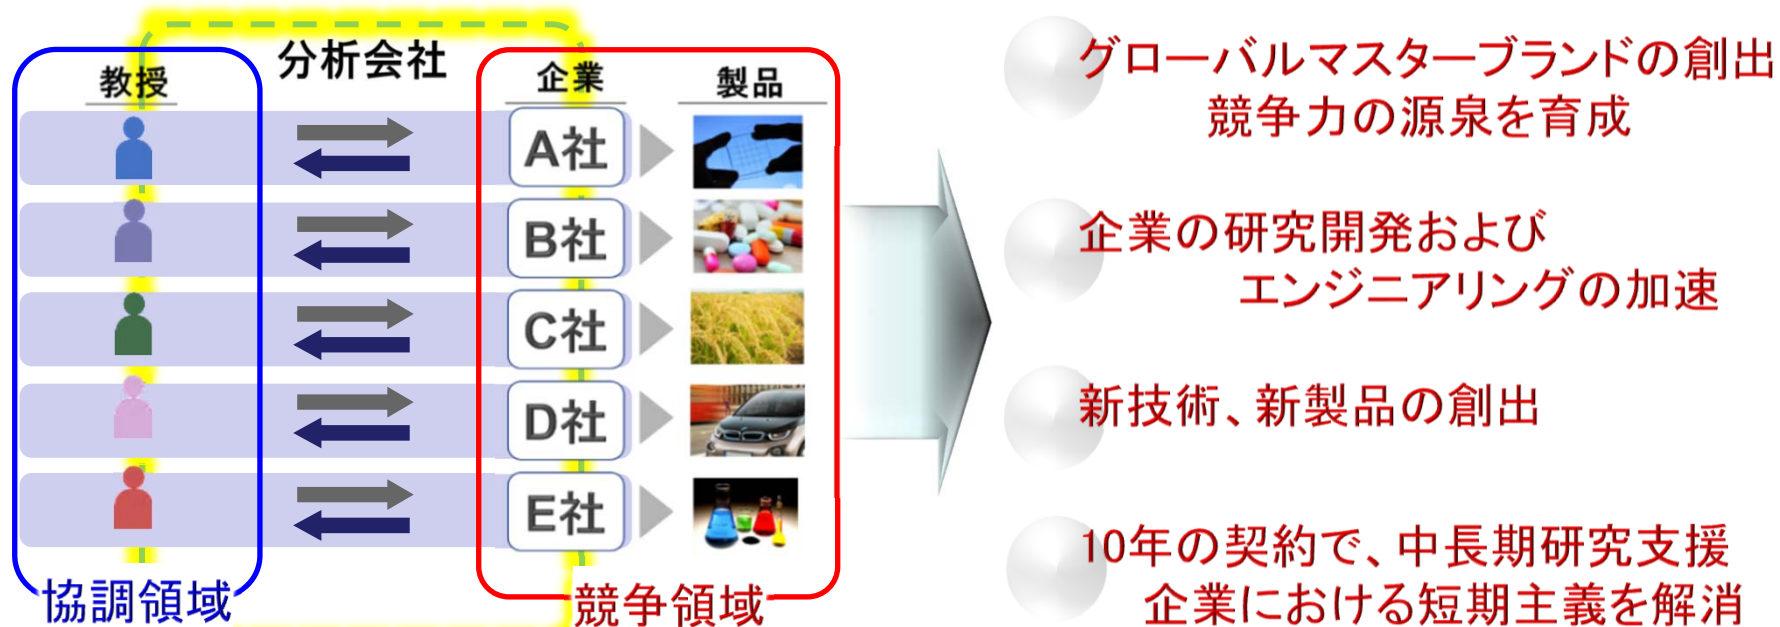 分析会社
教授
企業
製品
A社
B社
C社
D社
E社
協調領域
競争領域
グローバルマスターブランドの創出
競争力の源泉を育成
企業の研究開発および
エンジニアリングの加速
新技術、新製品の創出
10年の契約で、中長期研究支援
企業における短期主義を解消